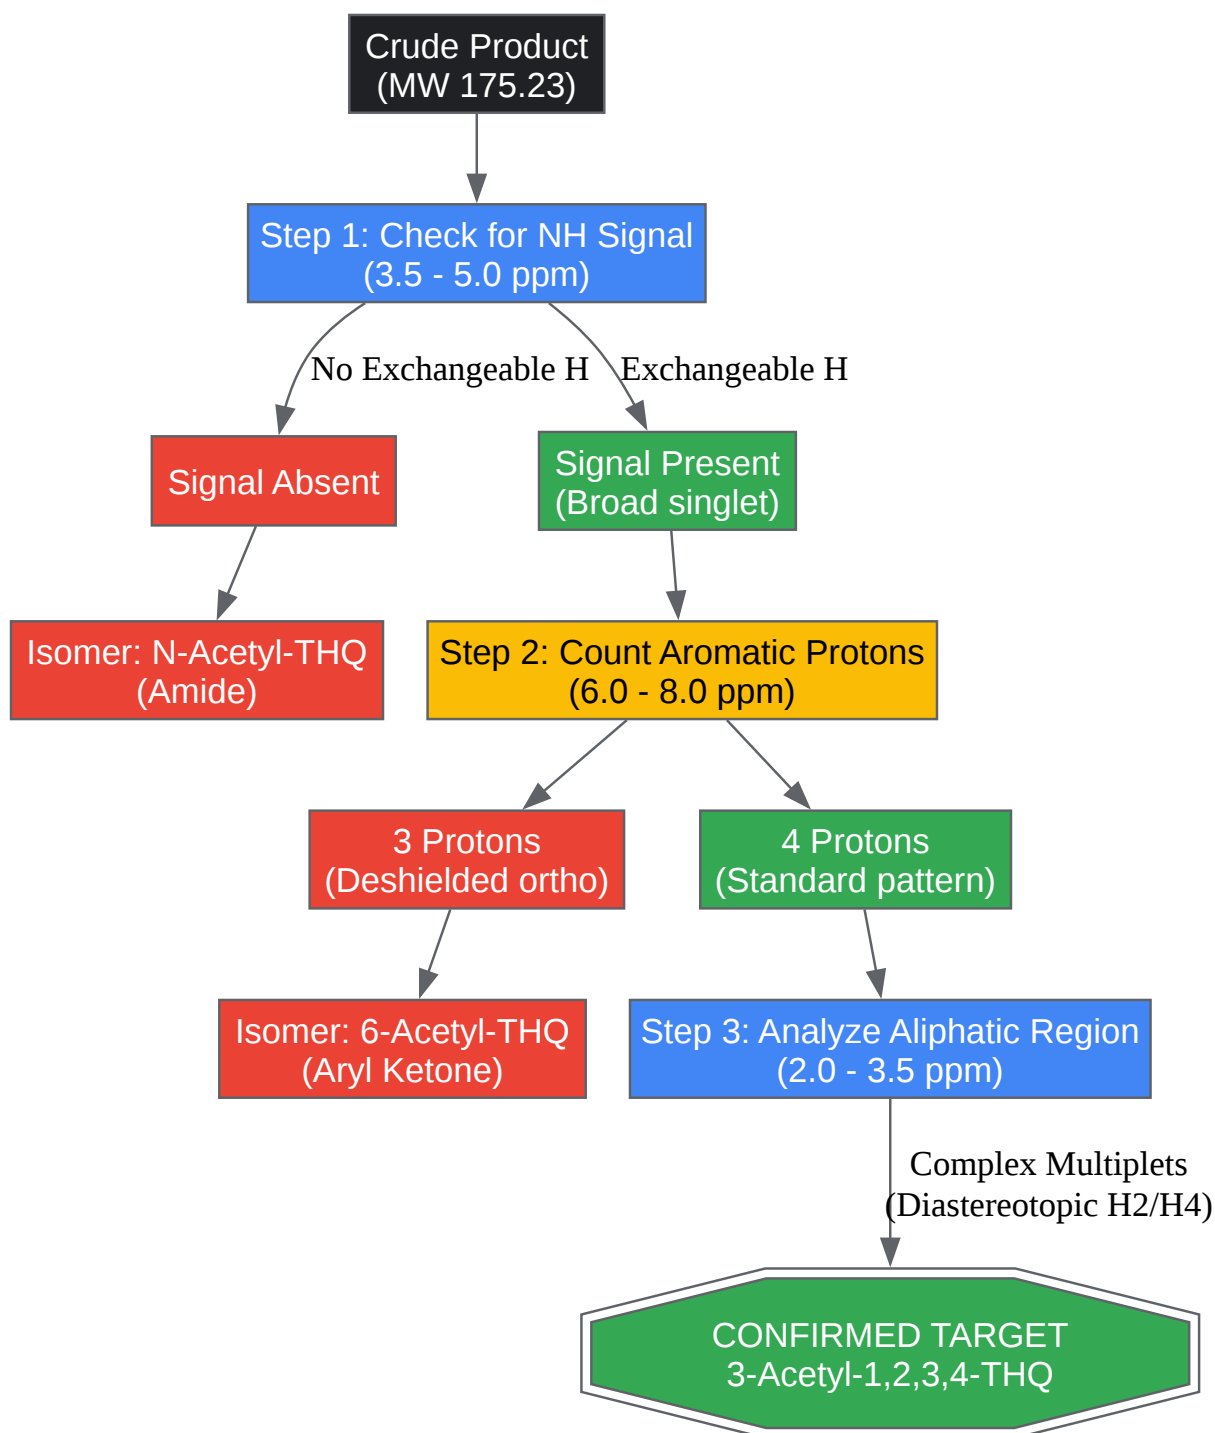 Crude Product
(MW 175.23)
Step 1: Check for NH Signal
(3.5 - 5.0 ppm)
No Exchangeable H
Exchangeable H
Signal Absent
Signal Present
(Broad singlet)
Isomer: N-Acetyl-THQ
(Amide)
Step 2: Count Aromatic Protons
(6.0 - 8.0 ppm)
3 Protons
(Deshielded ortho)
4 Protons
(Standard pattern)
Isomer: 6-Acetyl-THQ
(Aryl Ketone)
Step 3: Analyze Aliphatic Region
(2.0 - 3.5 ppm)
Complex Multiplets
(Diastereotopic H2/H4)
CONFIRMED TARGET
3-Acetyl-1,2,3,4-THQ